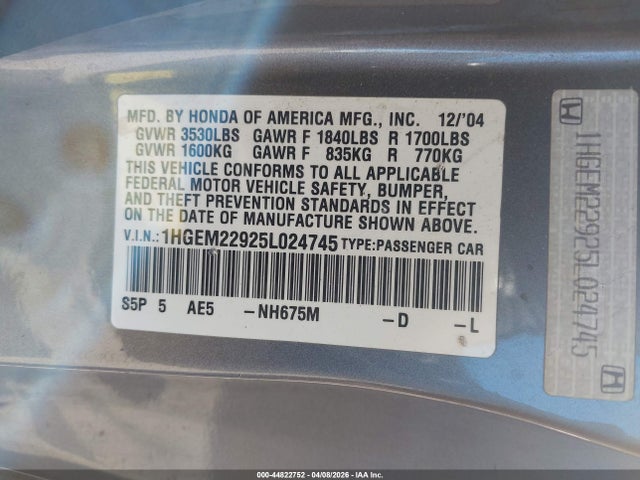 MFD. BY HONDA OF AMERICA MFG., INC. 12/'04
GVWR 3530LBS GAWR F 1840LBS R 1700LBS
GVWR 1600KG GAWR F 835KG R 770KG
THIS VEHICLE CONFORMS TO ALL APPLICABLE
FEDERAL MOTOR VEHICLE SAFETY, BUMPER,
AND THEFT PREVENTION STANDARDS IN EFFECT
ON THE DATE OF MANUFACTURE SHOWN ABOVE.
V.I.N.: 1HGEM22925L024745 TYPE:PASSENGER CAR
S5P 5 AE5 -NH675M -D -L
1HGEM22925L024745
000-44822752 | 04/08/2026 | IAA Inc.